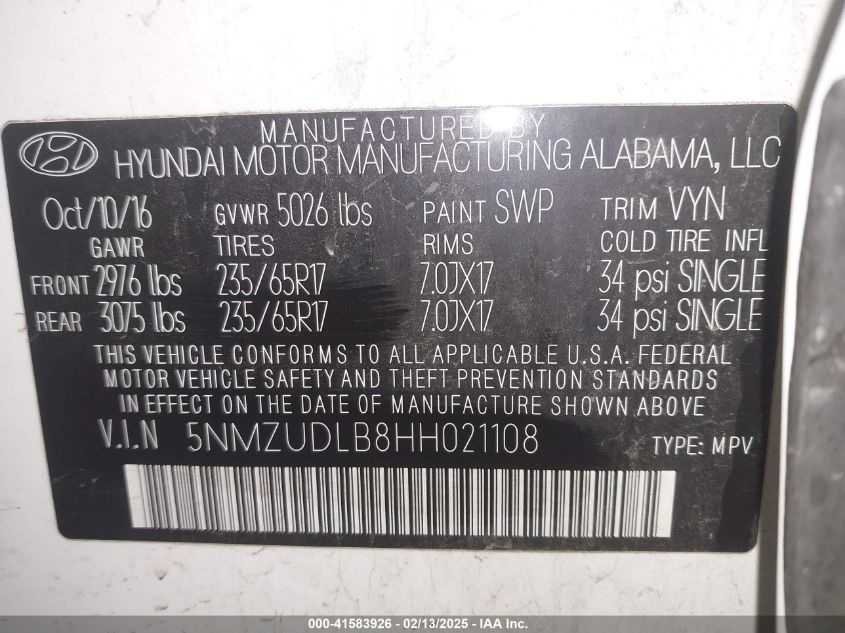 MANUFACTURED BY
HYUNDAI MOTOR MANUFACTURING ALABAMA, LLC
Oct/10/16 GVWR 5026 lbs PAINT SWP TRIM VYN
GAWR TIRES RIMS COLD TIRE INFL
FRONT 2976 lbs 235/65R17 7.0JX17 34 psi SINGLE
REAR 3075 lbs 235/65R17 7.0JX17 34 psi SINGLE
THIS VEHICLE CONFORMS TO ALL APPLICABLE U.S.A. FEDERAL
MOTOR VEHICLE SAFETY AND THEFT PREVENTION STANDARDS
IN EFFECT ON THE DATE OF MANUFACTURE SHOWN ABOVE
V.I.N 5NMZUDLB8HH021108 TYPE: MPV
000-41583926 - 02/13/2025 - IAA Inc.